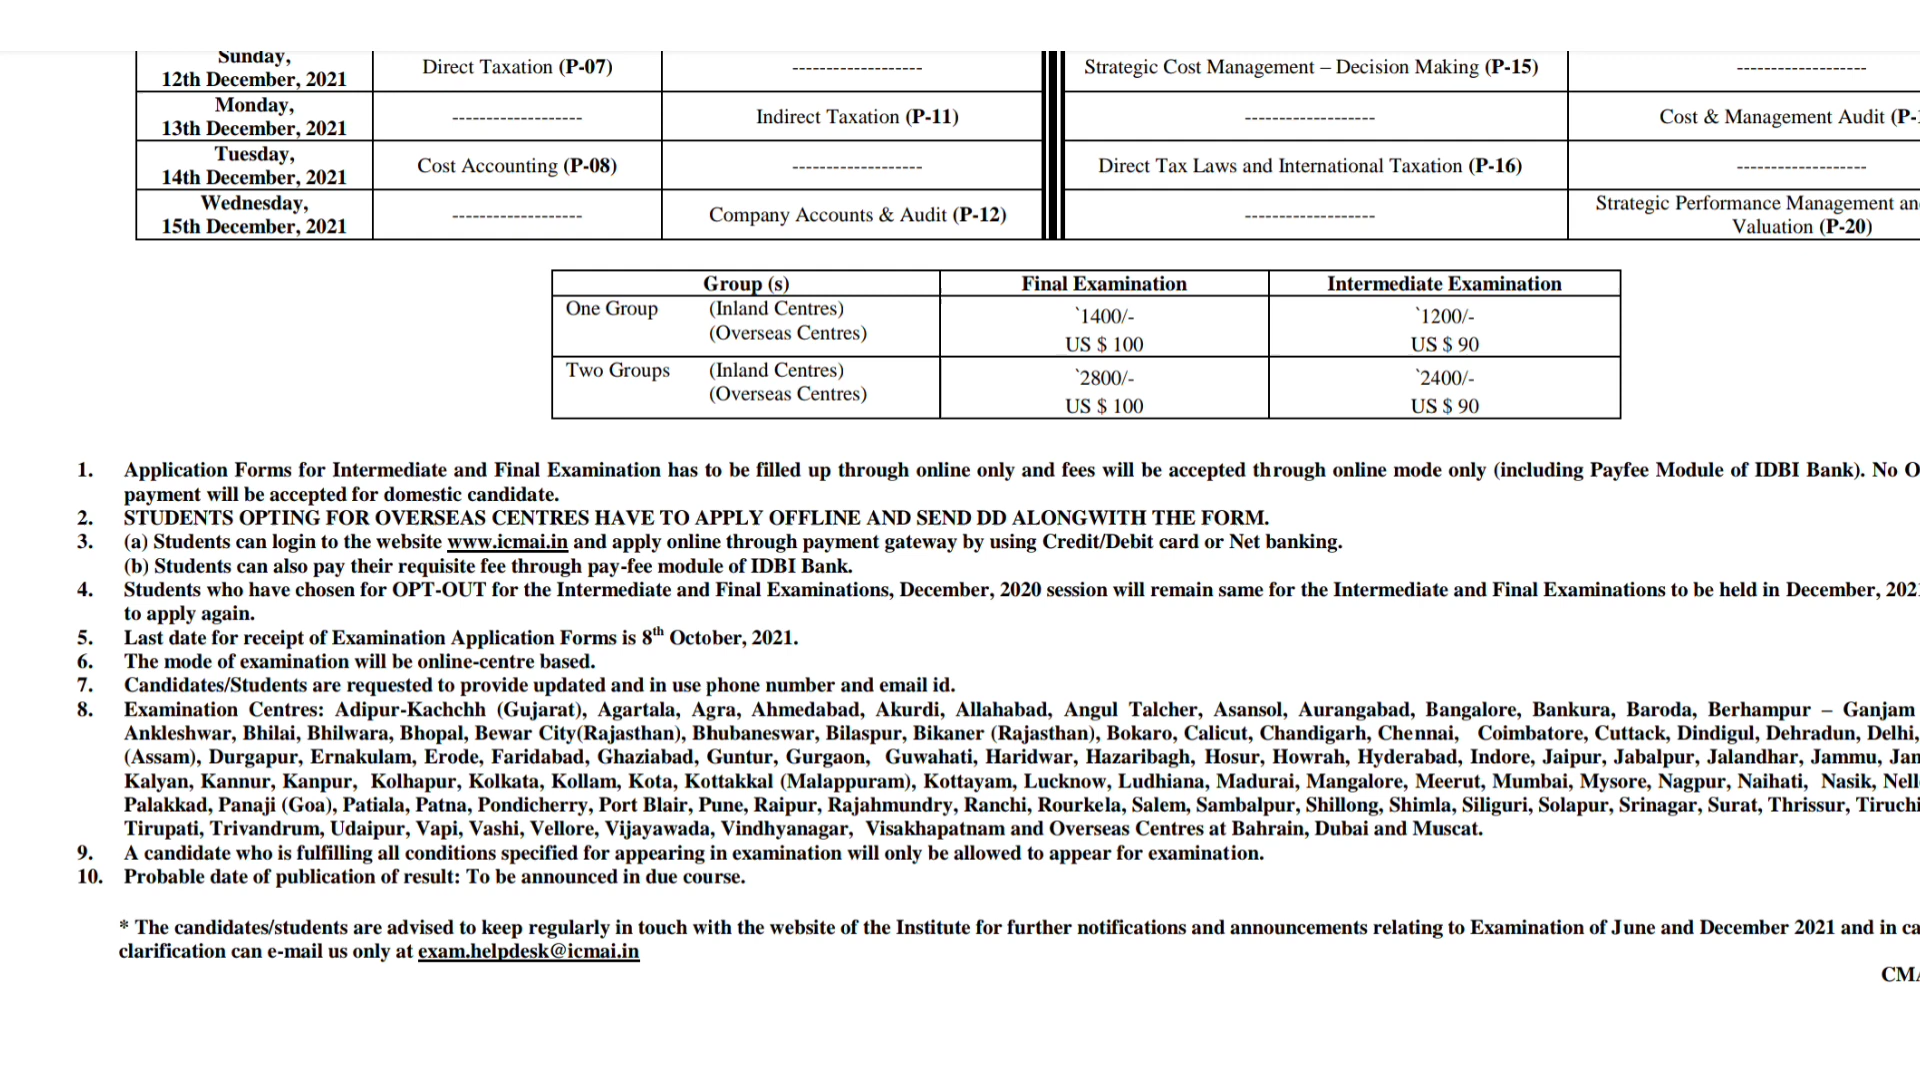 Sunday,
12th December, 2021 Direct Taxation (P-07) ------------------- Strategic Cost Management – Decision Making (P-15) -------------------
Monday,
13th December, 2021 ------------------- Indirect Taxation (P-11) ------------------- Cost & Management Audit (P-
Tuesday,
14th December, 2021 Cost Accounting (P-08) ------------------- Direct Tax Laws and International Taxation (P-16) -------------------
Wednesday,
15th December, 2021 ------------------- Company Accounts & Audit (P-12) ------------------- Strategic Performance Management an
Valuation (P-20)
Group (s) Final Examination Intermediate Examination
One Group (Inland Centres) `1400/- `1200/-
(Overseas Centres) US $ 100 US $ 90
Two Groups (Inland Centres) `2800/- `2400/-
(Overseas Centres) US $ 100 US $ 90
1. Application Forms for Intermediate and Final Examination has to be filled up through online only and fees will be accepted through online mode only (including Payfee Module of IDBI Bank). No O
payment will be accepted for domestic candidate.
2. STUDENTS OPTING FOR OVERSEAS CENTRES HAVE TO APPLY OFFLINE AND SEND DD ALONGWITH THE FORM.
3. (a) Students can login to the website www.icmai.in and apply online through payment gateway by using Credit/Debit card or Net banking.
(b) Students can also pay their requisite fee through pay-fee module of IDBI Bank.
4. Students who have chosen for OPT-OUT for the Intermediate and Final Examinations, December, 2020 session will remain same for the Intermediate and Final Examinations to be held in December, 202
to apply again.
5. Last date for receipt of Examination Application Forms is 8th October, 2021.
6. The mode of examination will be online-centre based.
7. Candidates/Students are requested to provide updated and in use phone number and email id.
8. Examination Centres: Adipur-Kachchh (Gujarat), Agartala, Agra, Ahmedabad, Akurdi, Allahabad, Angul Talcher, Asansol, Aurangabad, Bangalore, Bankura, Baroda, Berhampur – Ganjam
Ankleshwar, Bhilai, Bhilwara, Bhopal, Bewar City(Rajasthan), Bhubaneswar, Bilaspur, Bikaner (Rajasthan), Bokaro, Calicut, Chandigarh, Chennai, Coimbatore, Cuttack, Dindigul, Dehradun, Delhi,
(Assam), Durgapur, Ernakulam, Erode, Faridabad, Ghaziabad, Guntur, Gurgaon, Guwahati, Haridwar, Hazaribagh, Hosur, Howrah, Hyderabad, Indore, Jaipur, Jabalpur, Jalandhar, Jammu, Jam
Kalyan, Kannur, Kanpur, Kolhapur, Kolkata, Kollam, Kota, Kottakkal (Malappuram), Kottayam, Lucknow, Ludhiana, Madurai, Mangalore, Meerut, Mumbai, Mysore, Nagpur, Naihati, Nasik, Nell
Palakkad, Panaji (Goa), Patiala, Patna, Pondicherry, Port Blair, Pune, Raipur, Rajahmundry, Ranchi, Rourkela, Salem, Sambalpur, Shillong, Shimla, Siliguri, Solapur, Srinagar, Surat, Thrissur, Tiruchi
Tirupati, Trivandrum, Udaipur, Vapi, Vashi, Vellore, Vijayawada, Vindhyanagar, Visakhapatnam and Overseas Centres at Bahrain, Dubai and Muscat.
9. A candidate who is fulfilling all conditions specified for appearing in examination will only be allowed to appear for examination.
10. Probable date of publication of result: To be announced in due course.
* The candidates/students are advised to keep regularly in touch with the website of the Institute for further notifications and announcements relating to Examination of June and December 2021 and in ca
clarification can e-mail us only at exam.helpdesk@icmai.in
CMA